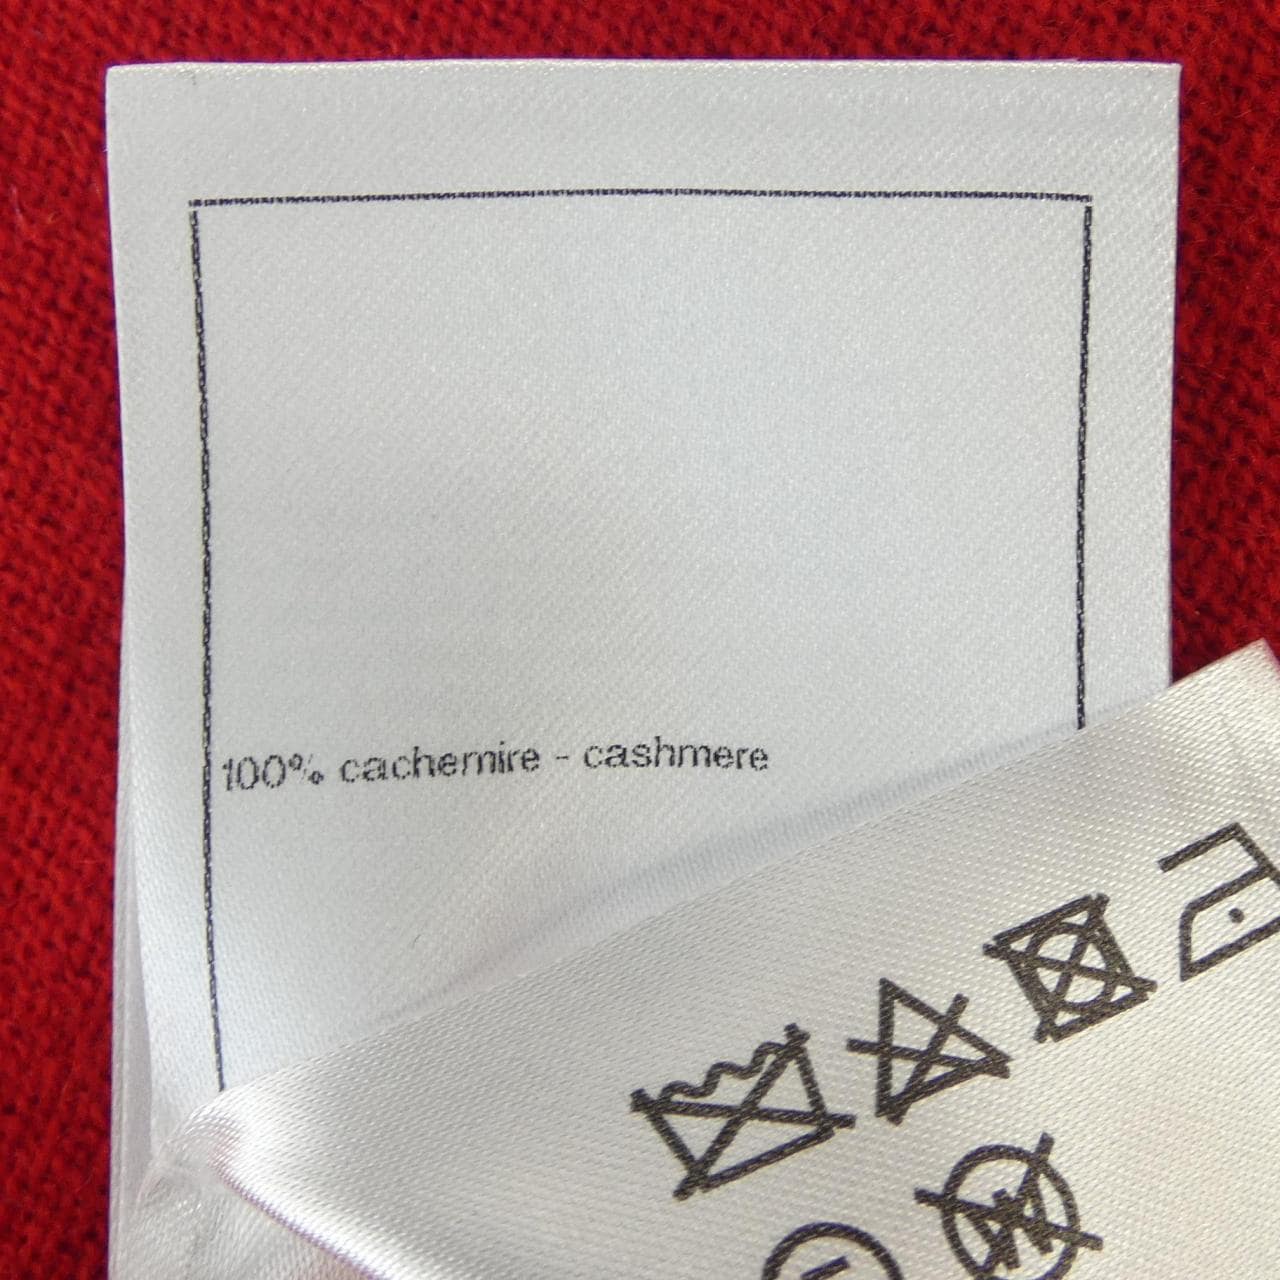 100% cachemire - cashmere